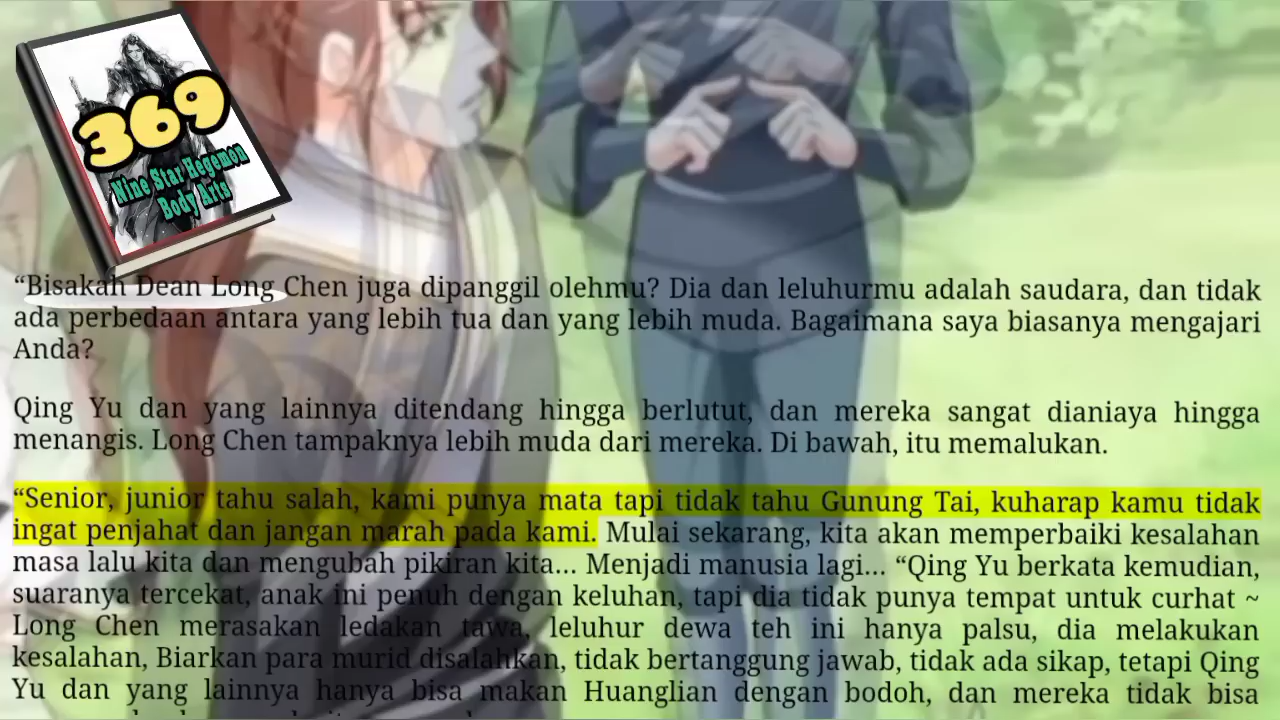 369
Nine Star Hegemon
Body Arts
“Bisakah Dean Long Chen juga dipanggil olehmu? Dia dan leluhurmu adalah saudara, dan tidak
ada perbedaan antara yang lebih tua dan yang lebih muda. Bagaimana saya biasanya mengajari
Anda?
Qing Yu dan yang lainnya ditendang hingga berlutut, dan mereka sangat dianiaya hingga
menangis. Long Chen tampaknya lebih muda dari mereka. Di bawah, itu memalukan.
“Senior, junior tahu salah, kami punya mata tapi tidak tahu Gunung Tai, kuharap kamu tidak
ingat penjahat dan jangan marah pada kami. Mulai sekarang, kita akan memperbaiki kesalahan
masa lalu kita dan mengubah pikiran kita... Menjadi manusia lagi... “Qing Yu berkata kemudian,
suaranya tercekat, anak ini penuh dengan keluhan, tapi dia tidak punya tempat untuk curhat ~
Long Chen merasakan ledakan tawa, leluhur dewa teh ini hanya palsu, dia melakukan
kesalahan, Biarkan para murid disalahkan, tidak bertanggung jawab, tidak ada sikap, tetapi Qing
Yu dan yang lainnya hanya bisa makan Huanglian dengan bodoh, dan mereka tidak bisa